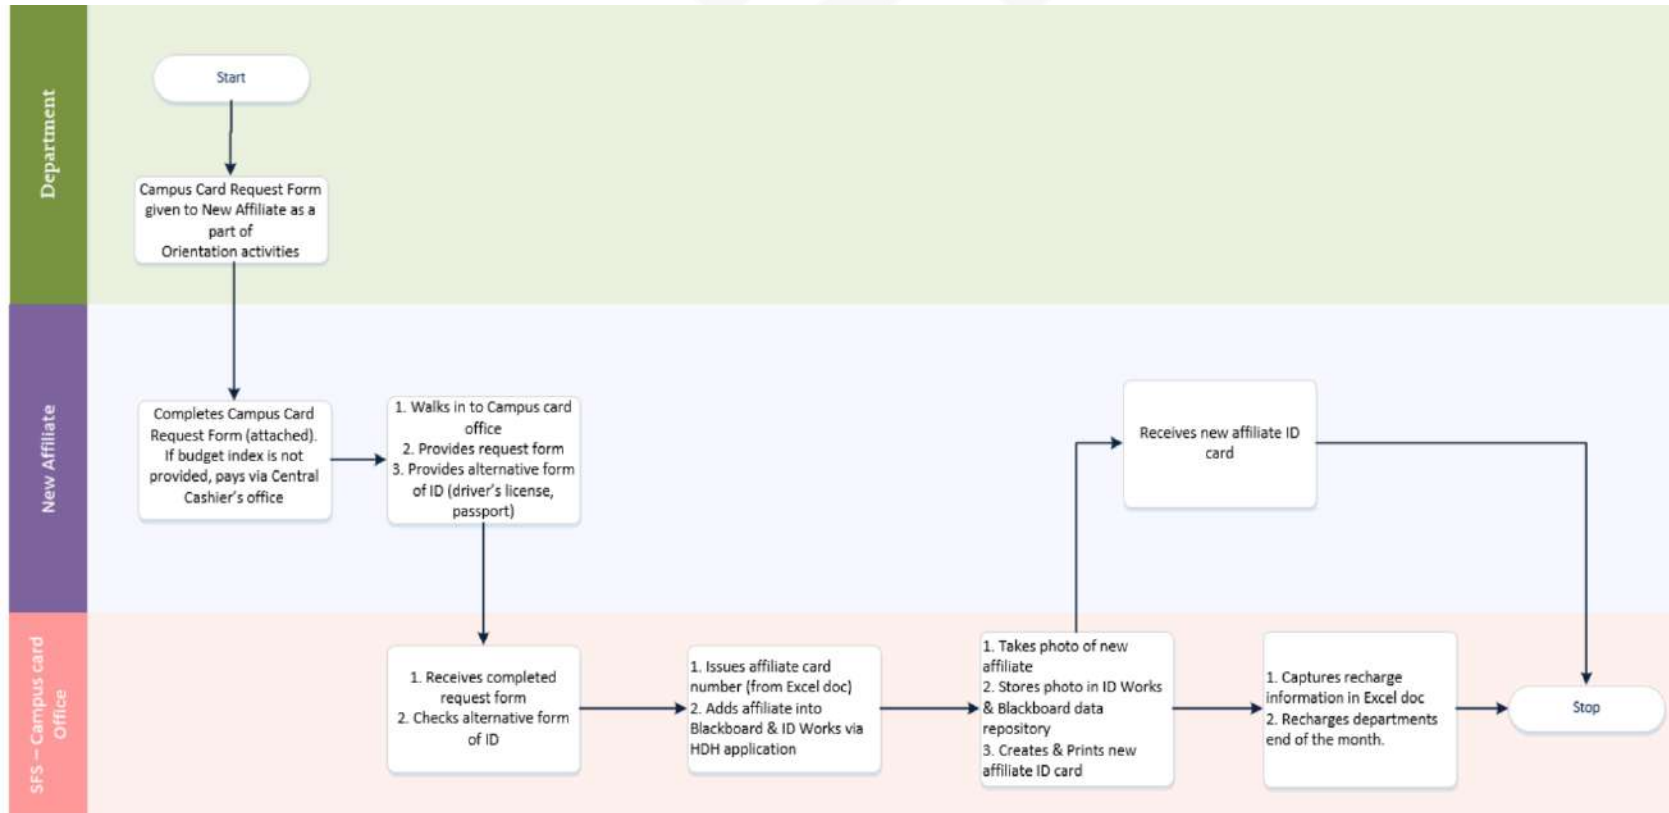 Department
Start
Campus Card Request Form
given to New Affiliate as a
part of
Orientation activities
New Affiliate
Completes Campus Card
Request Form (attached).
If budget index is not
provided, pays via Central
Cashier's office
1. Walks in to Campus card
office
2. Provides request form
3. Provides alternative form
of ID (driver's license,
passport)
Receives new affiliate ID
card
SFS – Campus card
Office
1. Receives completed
request form
2. Checks alternative form
of ID
1. Issues affiliate card
number (from Excel doc)
2. Adds affiliate into
Blackboard & ID Works via
HDH application
1. Takes photo of new
affiliate
2. Stores photo in ID Works
& Blackboard data
repository
3. Creates & Prints new
affiliate ID card
1. Captures recharge
information in Excel doc
2. Recharges departments
end of the month.
Stop